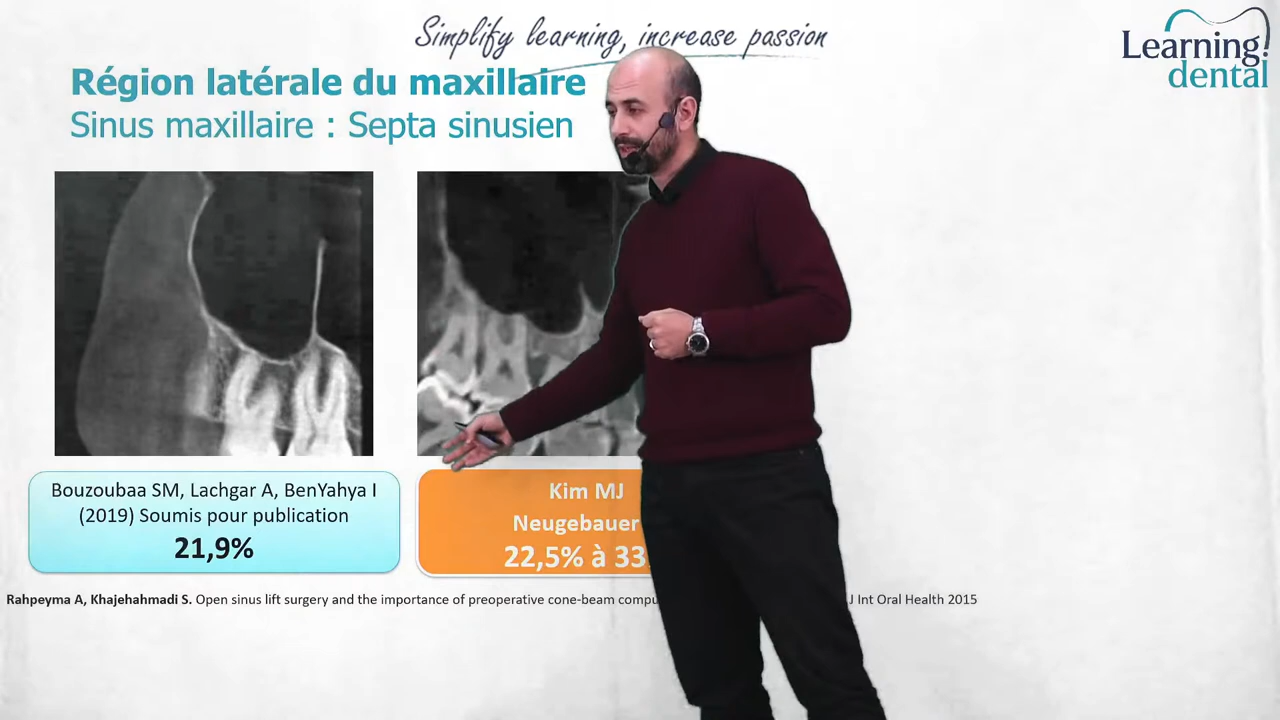 Simplify learning, increase passion
Learning!
dental
Région latérale du maxillaire
Sinus maxillaire : Septa sinusien
Bouzoubaa SM, Lachgar A, BenYahya I
(2019) Soumis pour publication
21,9%
Kim MJ
Neugebauer
22,5% à 33
Rahpeyma A, Khajehahmadi S. Open sinus lift surgery and the importance of preoperative cone-beam J Int Oral Health 2015